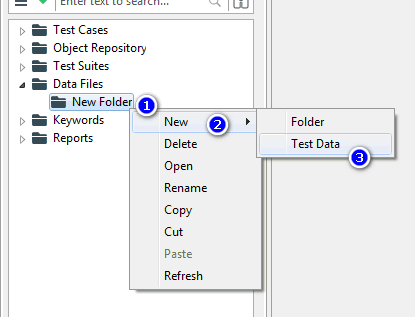 Enter text to search...
Test Cases
Object Repository
Test Suites
Data Files
New Folder
1
Keywords
Reports
New
2
Delete
Open
Rename
Copy
Cut
Paste
Refresh
Folder
Test Data
3